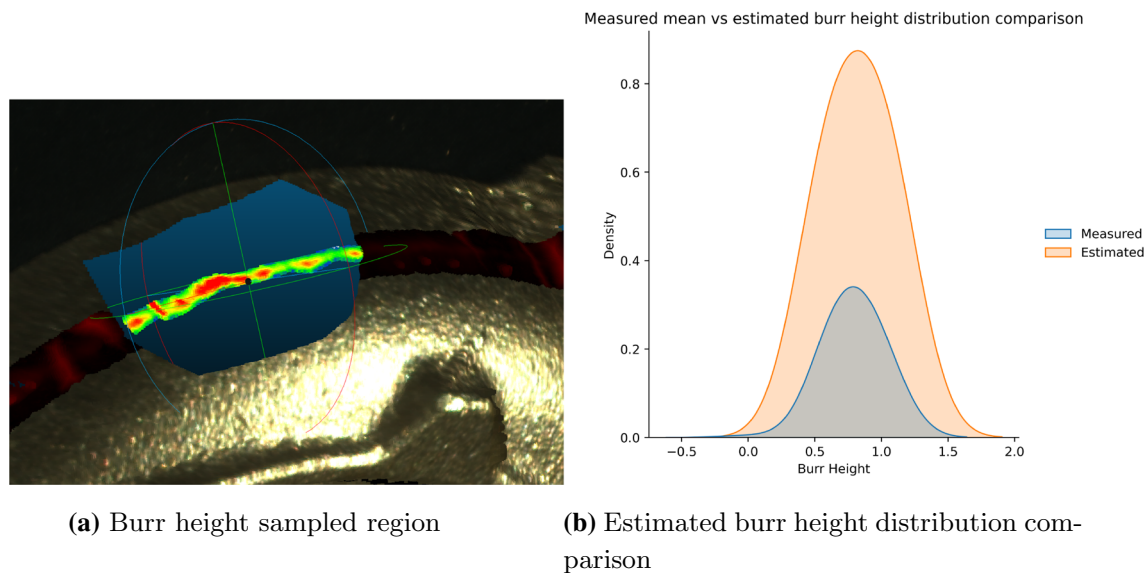 Measured mean vs estimated burr height distribution comparison
0.8
0.6
0.4
0.2
0.0
Density
−0.5 0.0 0.5 1.0 1.5 2.0
Burr Height
Measured
Estimated
(a) Burr height sampled region
(b) Estimated burr height distribution com-
parison